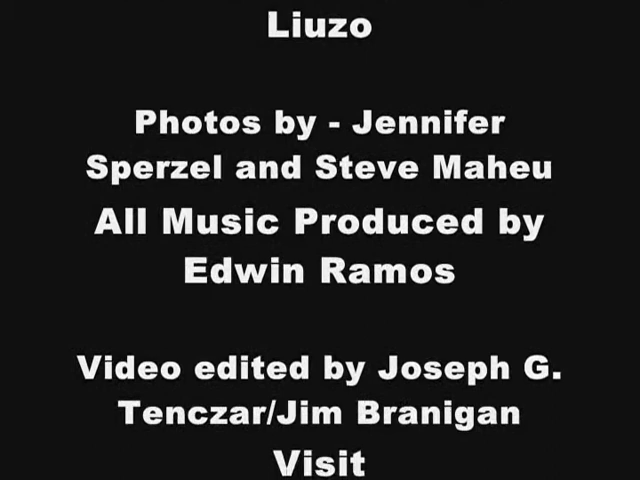 Liuzo
Photos by - Jennifer
Sperzel and Steve Maheu
All Music Produced by
Edwin Ramos
Video edited by Joseph G.
Tenczar/Jim Branigan
Visit